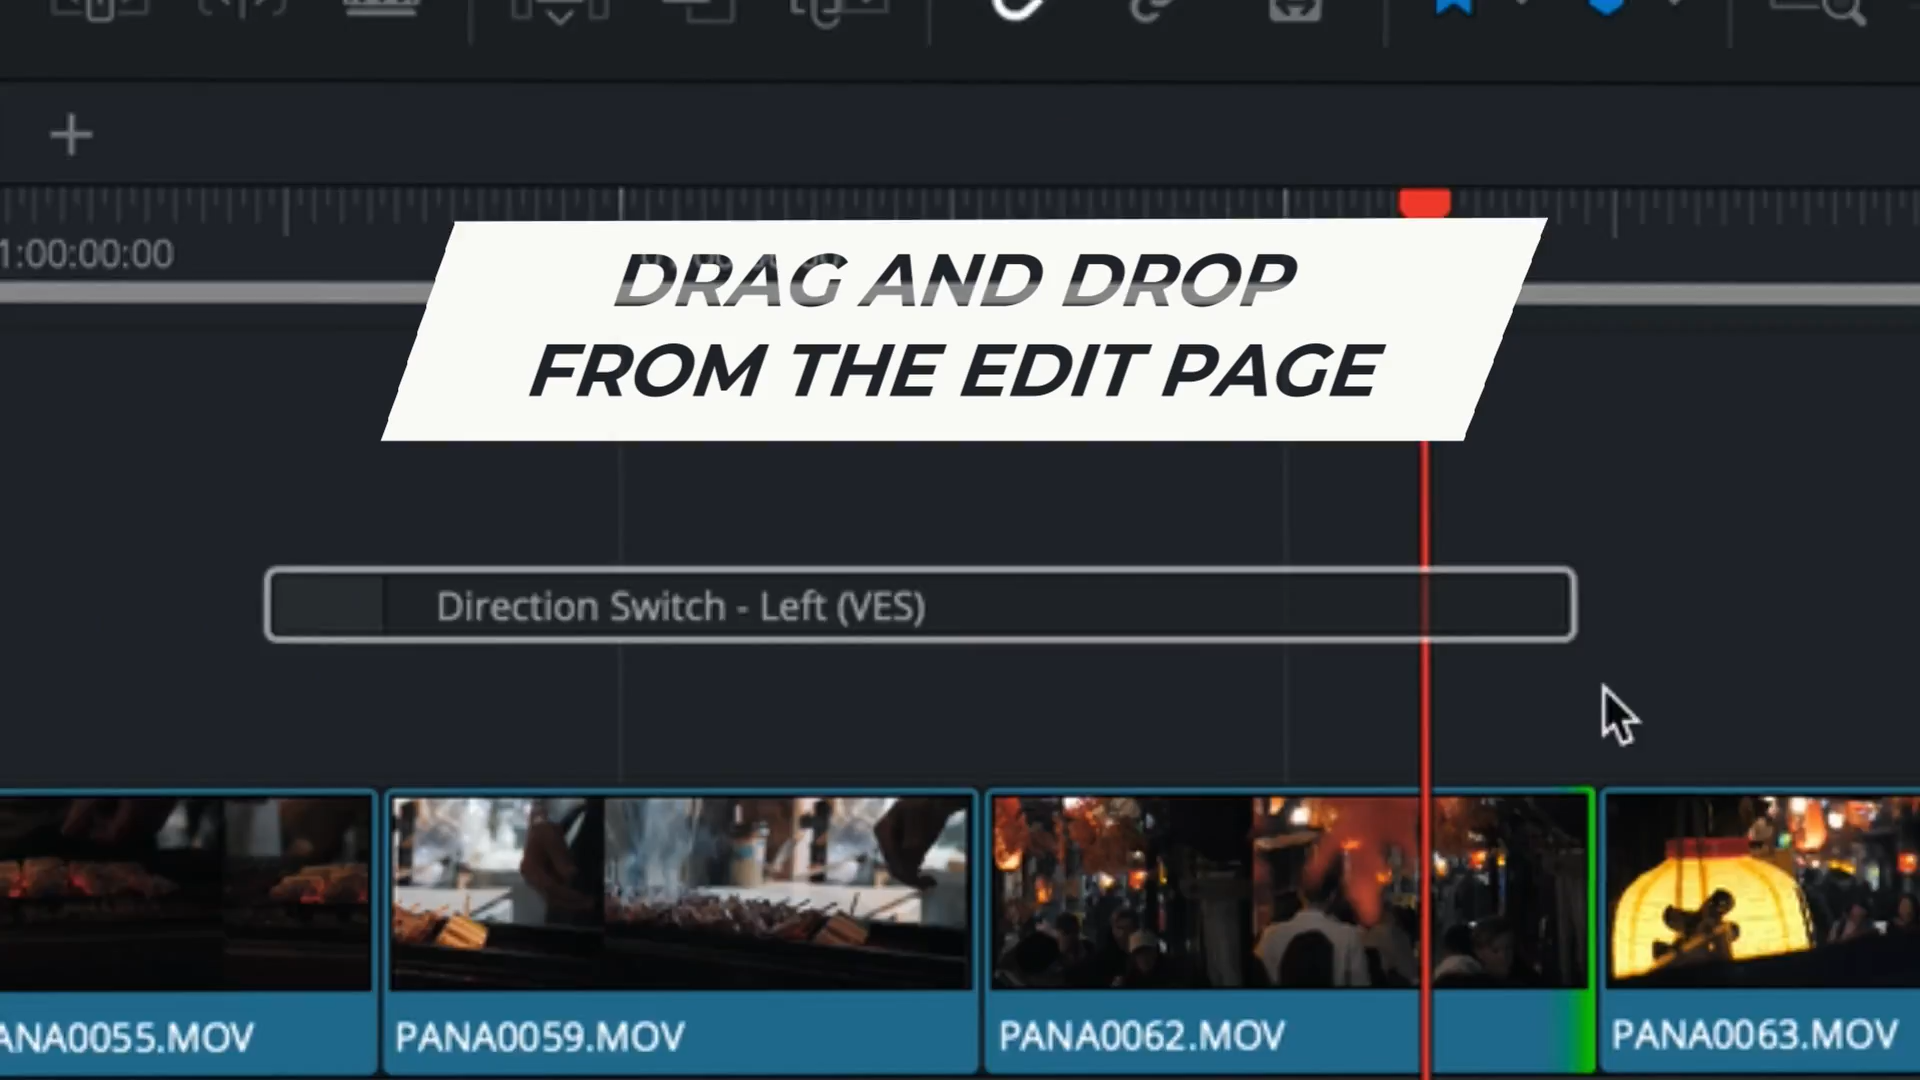 1:00:00:00
DRAG AND DROP
FROM THE EDIT PAGE
Direction Switch - Left (VES)
ANA0055.MOV
PANA0059.MOV
PANA0062.MOV
PANA0063.MOV